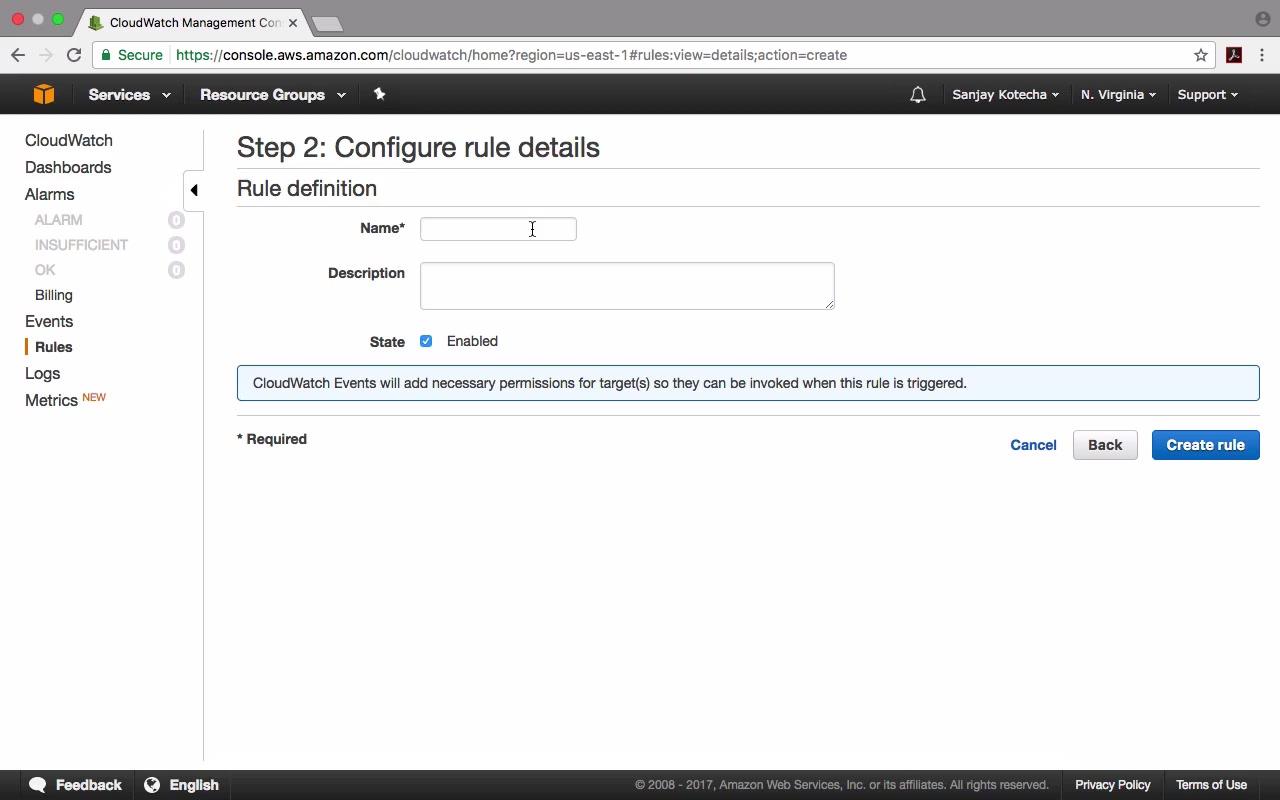 CloudWatch Management Con
Secure https://console.aws.amazon.com/cloudwatch/home?region=us-east-1#rules:view=details;action=create
Services Resource Groups Sanjay Kotecha N. Virginia Support
CloudWatch
Dashboards
Alarms
ALARM 0
INSUFFICIENT 0
OK 0
Billing
Events
Rules
Logs
Metrics NEW
Step 2: Configure rule details
Rule definition
Name*
Description
State Enabled
CloudWatch Events will add necessary permissions for target(s) so they can be invoked when this rule is triggered.
* Required
Cancel Back Create rule
Feedback English © 2008 - 2017, Amazon Web Services, Inc. or its affiliates. All rights reserved. Privacy Policy Terms of Use